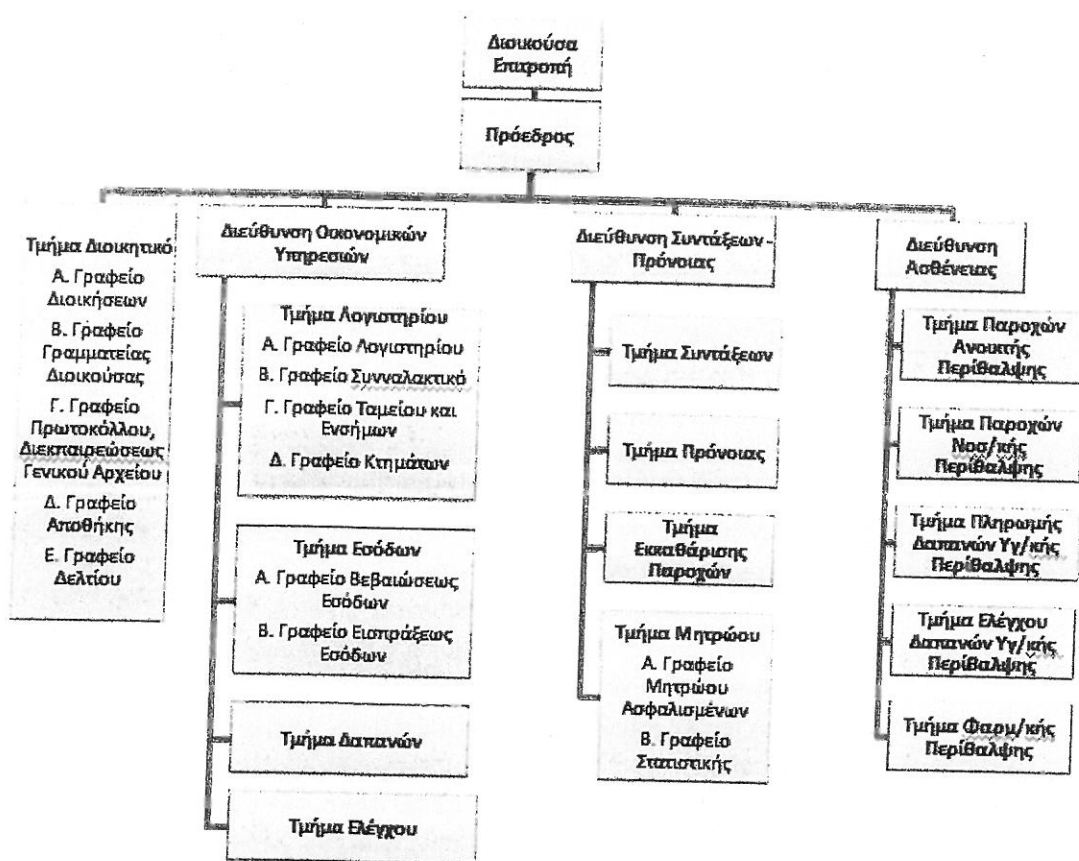 Διοικούσα
Επιτροπή
Πρόεδρος
Τμήμα Διοικητικό
Α. Γραφείο
Διοικήσεων
Β. Γραφείο
Γραμματείας
Διοικούσας
Γ. Γραφείο
Πρωτοκόλλου,
Διεκπαιρεώσεως
Γενικού Αρχείου
Δ. Γραφείο
Αποθήκης
Ε. Γραφείο
Δελτίου
Διεύθυνση Οικονομικών
Υπηρεσιών
Τμήμα Λογιστηρίου
Α. Γραφείο Λογιστηρίου
Β. Γραφείο Συνναλακτικό
Γ. Γραφείο Ταμείου και
Ενσήμων
Δ. Γραφείο Κτημάτων
Τμήμα Εσόδων
Α. Γραφείο Βεβαιώσεως
Εσόδων
Β. Γραφείο Εισπράξεως
Εσόδων
Τμήμα Δαπανών
Τμήμα Ελέγχου
Διεύθυνση Συντάξεων -
Πρόνοιας
Τμήμα Συντάξεων
Τμήμα Πρόνοιας
Τμήμα
Εκκαθάρισης
Παροχών
Τμήμα Μητρώου
Α. Γραφείο
Μητρώου
Ασφαλισμένων
Β. Γραφείο
Στατιστικής
Διεύθυνση
Ασθένειας
Τμήμα Παροχών
Ανοικτής
Περίθαλψης
Τμήμα Παροχών
Νοσ/κής
Περίθαλψης
Τμήμα Πληρωμής
Δαπανών Υγ/κής
Περίθαλψης
Τμήμα Ελέγχου
Δαπανών Υγ/κής
Περίθαλψης
Τμήμα Φαρμ/κής
Περίθαλψης